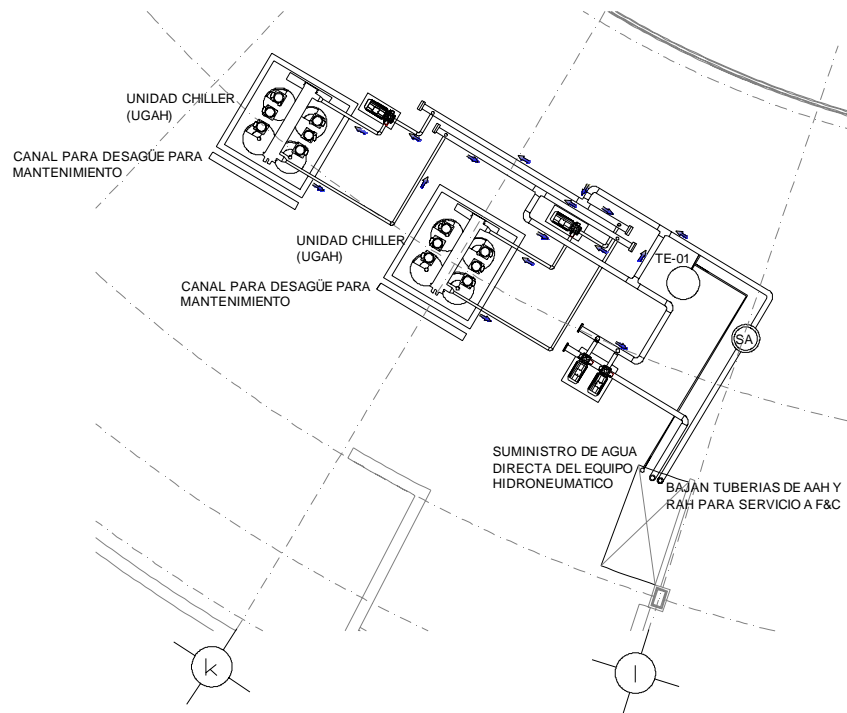 UNIDAD CHILLER
(UGAH)
CANAL PARA DESAGÜE PARA
MANTENIMIENTO
UNIDAD CHILLER
(UGAH)
CANAL PARA DESAGÜE PARA
MANTENIMIENTO
TE-01
SA
SUMINISTRO DE AGUA
DIRECTA DEL EQUIPO
HIDRONEUMATICO
BAJAN TUBERIAS DE AAH Y
RAH PARA SERVICIO A F&C
k
l